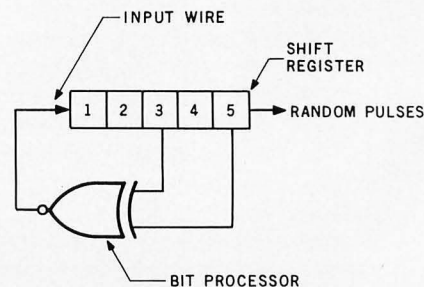 INPUT WIRE
SHIFT
REGISTER
1 2 3 4 5
RANDOM PULSES
BIT PROCESSOR